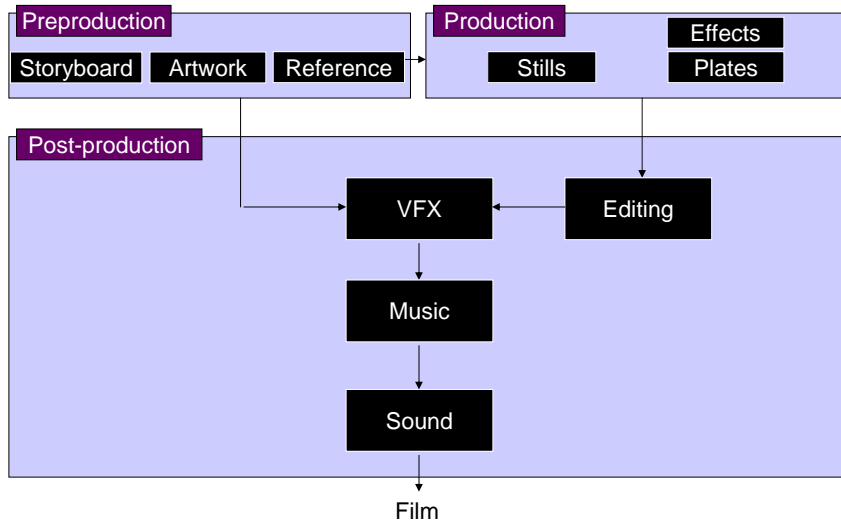 Preproduction
Storyboard
Artwork
Reference
Production
Effects
Stills
Plates
Post-production
VFX
Editing
Music
Sound
Film